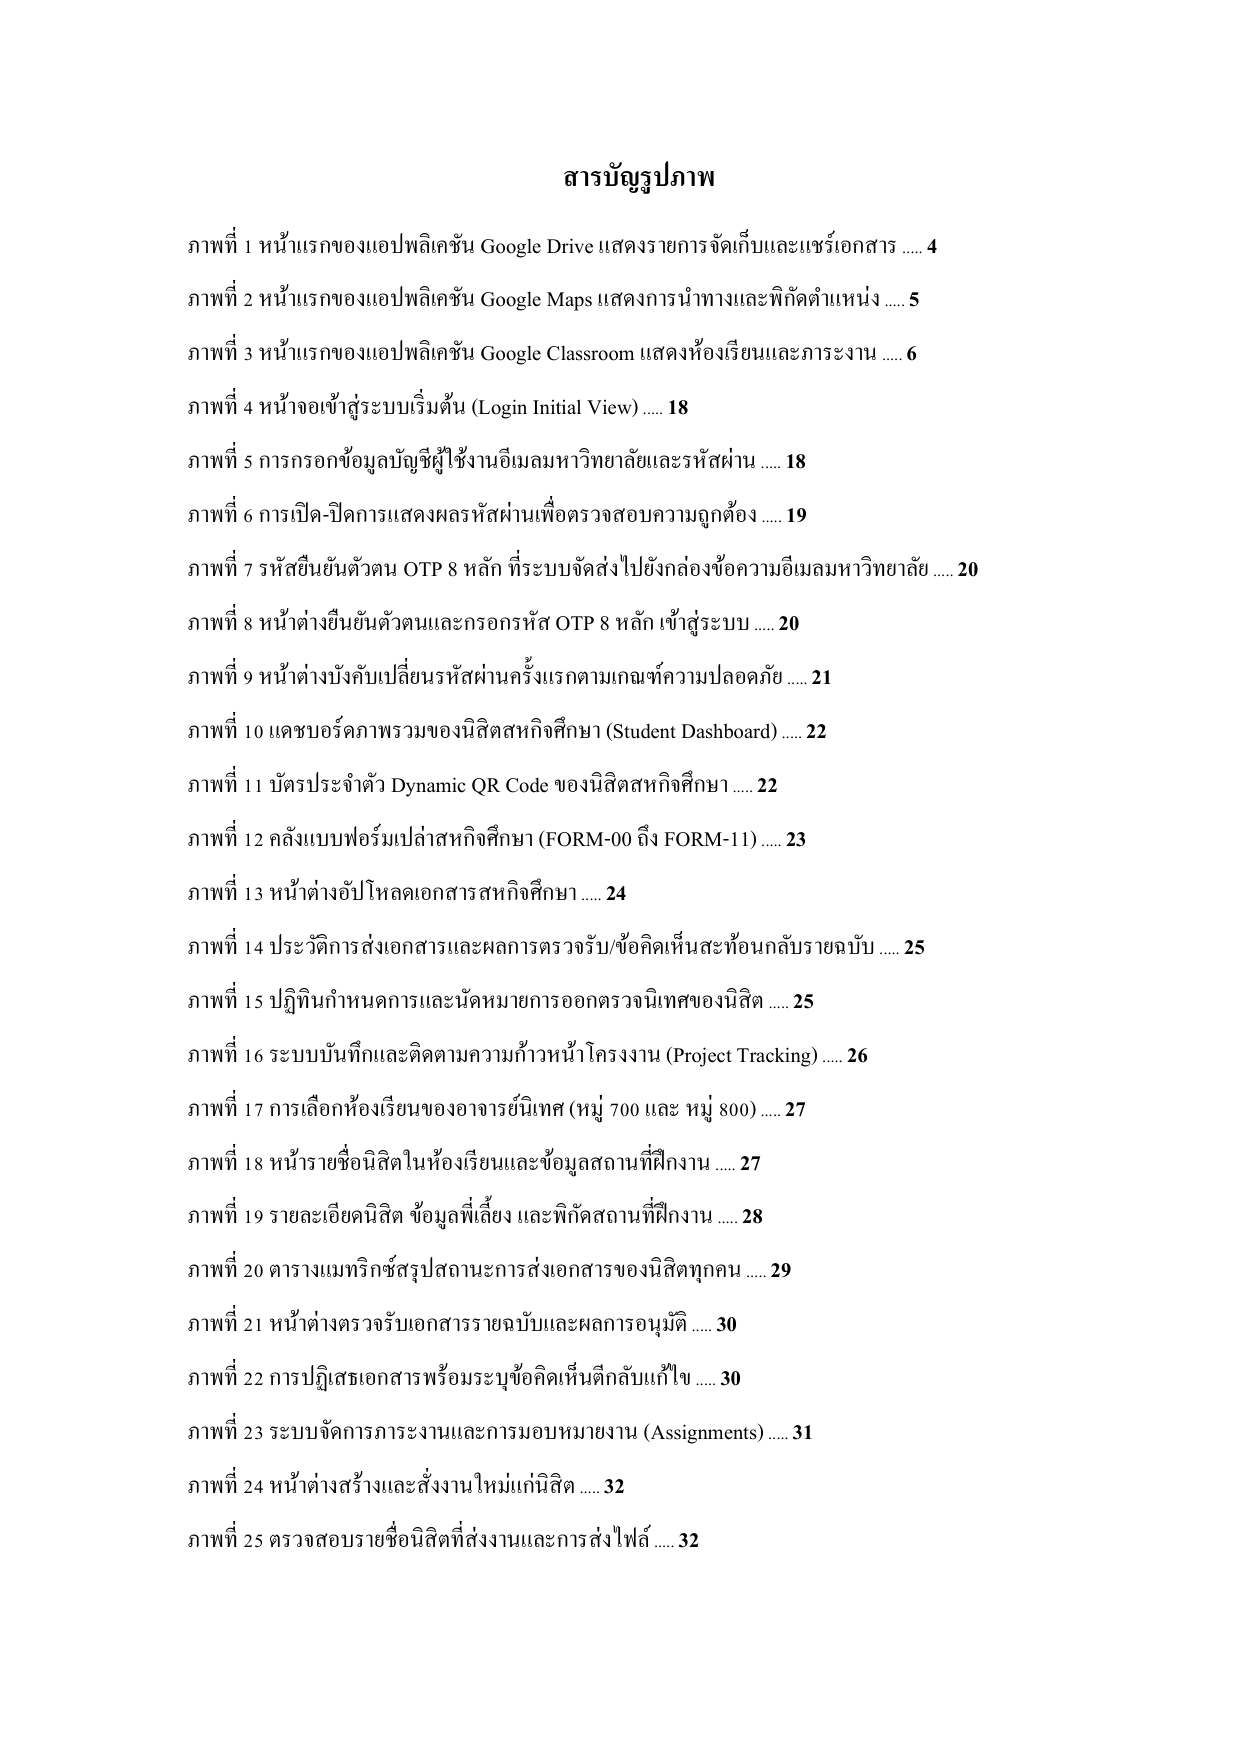 สารบัญรูปภาพ
ภาพที่ 1 หน้าแรกของแอปพลิเคชัน Google Drive แสดงรายการจัดเก็บและแชร์เอกสาร ..... 4
ภาพที่ 2 หน้าแรกของแอปพลิเคชัน Google Maps แสดงการนำทางและพิกัดตำแหน่ง ..... 5
ภาพที่ 3 หน้าแรกของแอปพลิเคชัน Google Classroom แสดงห้องเรียนและภาระงาน ..... 6
ภาพที่ 4 หน้าจอเข้าสู่ระบบเริ่มต้น (Login Initial View) ..... 18
ภาพที่ 5 การกรอกข้อมูลบัญชีผู้ใช้งานอีเมลมหาวิทยาลัยและรหัสผ่าน ..... 18
ภาพที่ 6 การเปิด-ปิดการแสดงผลรหัสผ่านเพื่อตรวจสอบความถูกต้อง ..... 19
ภาพที่ 7 รหัสยืนยันตัวตน OTP 8 หลัก ที่ระบบจัดส่งไปยังกล่องข้อความอีเมลมหาวิทยาลัย ..... 20
ภาพที่ 8 หน้าต่างยืนยันตัวตนและกรอกรหัส OTP 8 หลัก เข้าสู่ระบบ ..... 20
ภาพที่ 9 หน้าต่างบังคับเปลี่ยนรหัสผ่านครั้งแรกตามเกณฑ์ความปลอดภัย ..... 21
ภาพที่ 10 แดชบอร์ดภาพรวมของนิสิตสหกิจศึกษา (Student Dashboard) ..... 22
ภาพที่ 11 บัตรประจำตัว Dynamic QR Code ของนิสิตสหกิจศึกษา ..... 22
ภาพที่ 12 คลังแบบฟอร์มเปล่าสหกิจศึกษา (FORM-00 ถึง FORM-11) ..... 23
ภาพที่ 13 หน้าต่างอัปโหลดเอกสารสหกิจศึกษา ..... 24
ภาพที่ 14 ประวัติการส่งเอกสารและผลการตรวจรับ/ข้อคิดเห็นสะท้อนกลับรายฉบับ ..... 25
ภาพที่ 15 ปฏิทินกำหนดการและนัดหมายการออกตรวจนิเทศของนิสิต ..... 25
ภาพที่ 16 ระบบบันทึกและติดตามความก้าวหน้าโครงงาน (Project Tracking) ..... 26
ภาพที่ 17 การเลือกห้องเรียนของอาจารย์นิเทศ (หมู่ 700 และ หมู่ 800) ..... 27
ภาพที่ 18 หน้ารายชื่อนิสิตในห้องเรียนและข้อมูลสถานที่ฝึกงาน ..... 27
ภาพที่ 19 รายละเอียดนิสิต ข้อมูลพี่เลี้ยง และพิกัดสถานที่ฝึกงาน ..... 28
ภาพที่ 20 ตารางแมทริกซ์สรุปสถานะการส่งเอกสารของนิสิตทุกคน ..... 29
ภาพที่ 21 หน้าต่างตรวจรับเอกสารรายฉบับและผลการอนุมัติ ..... 30
ภาพที่ 22 การปฏิเสธเอกสารพร้อมระบุข้อคิดเห็นตีกลับแก้ไข ..... 30
ภาพที่ 23 ระบบจัดการภาระงานและการมอบหมายงาน (Assignments) ..... 31
ภาพที่ 24 หน้าต่างสร้างและสั่งงานใหม่แก่นิสิต ..... 32
ภาพที่ 25 ตรวจสอบรายชื่อนิสิตที่ส่งงานและการส่งไฟล์ ..... 32